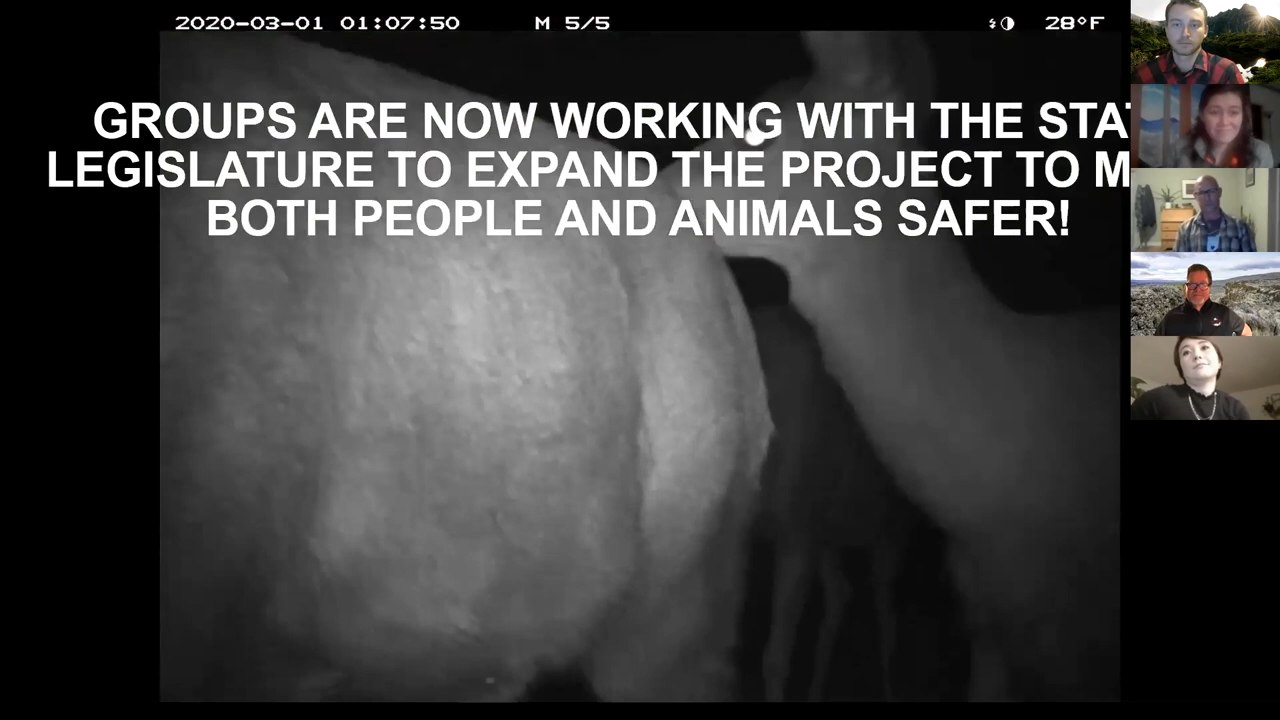 2020-03-01 01:07:50 M 5/5 28°F
GROUPS ARE NOW WORKING WITH THE STA
LEGISLATURE TO EXPAND THE PROJECT TO M
BOTH PEOPLE AND ANIMALS SAFER!